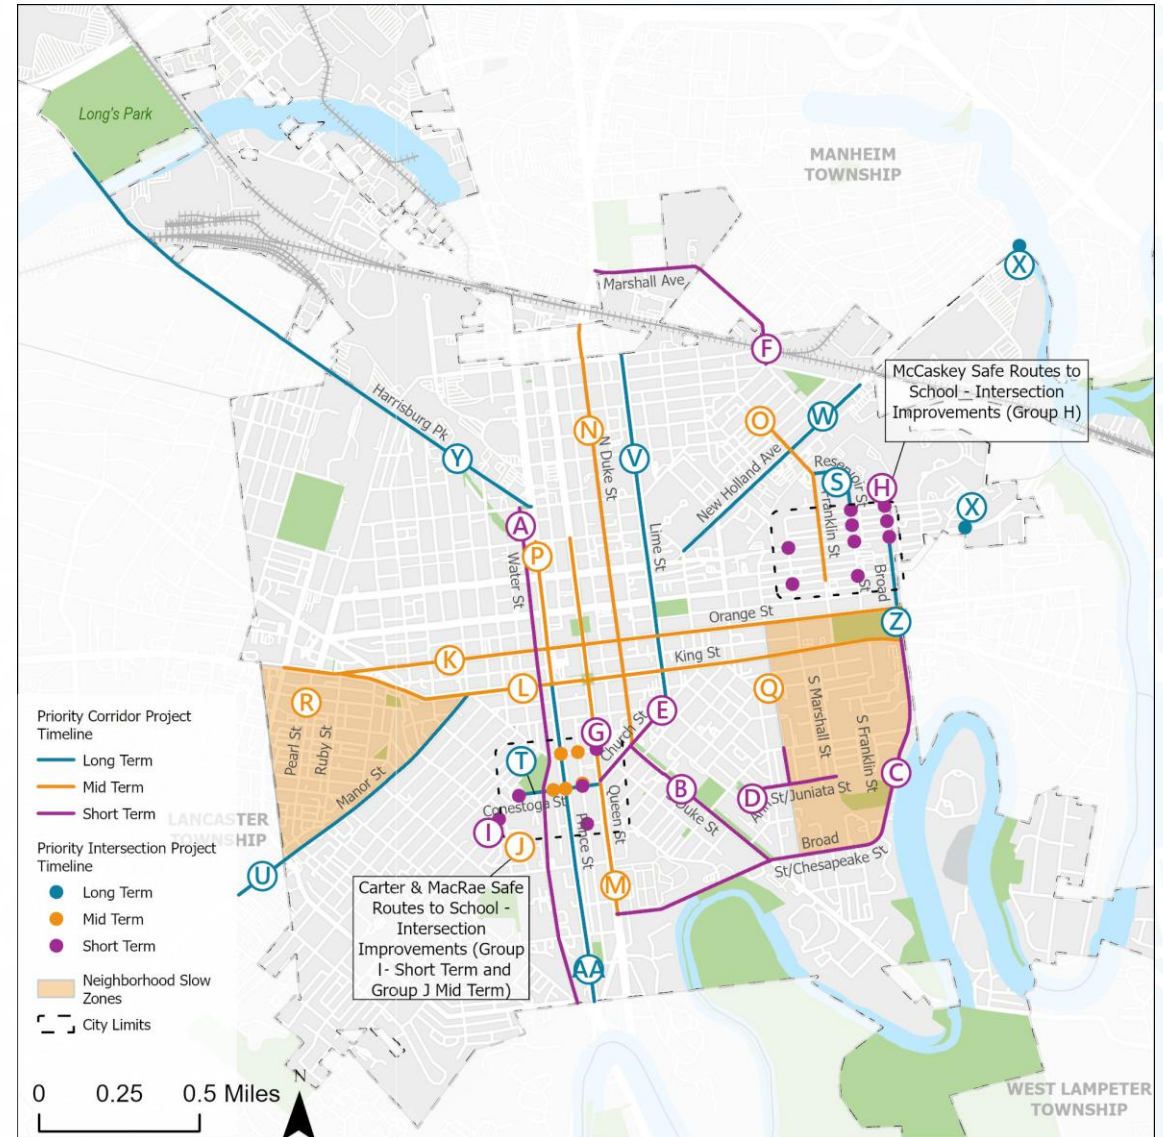 Long's Park
MANHEIM
TOWNSHIP
X
Marshall Ave
F
McCaskey Safe Routes to
School - Intersection
Improvements (Group H)
Harrisburg Pk
Y
N
N Duke St
V
O
W
New Holland Ave
Reservoir St
S
H
X
Franklin St
A
P
Water St
Lime St
Broad
St
Orange St
Z
K
King St
L
Q
R
Pearl St
Ruby St
Manor St
S Marshall St
S Franklin St
E
G
Church St
T
Conestoga St
I
J
Prince St
Queen St
B
Duke St
D
St/Juniata St
C
Broad
St/Chesapeake St
M
U
AA
LANCASTER
TOWNSHIP
Carter & MacRae Safe
Routes to School -
Intersection
Improvements (Group
I- Short Term and
Group J Mid Term)
Priority Corridor Project
Timeline
Long Term
Mid Term
Short Term
Priority Intersection Project
Timeline
Long Term
Mid Term
Short Term
Neighborhood Slow
Zones
City Limits
0 0.25 0.5 Miles
N
WEST LAMPETER
TOWNSHIP